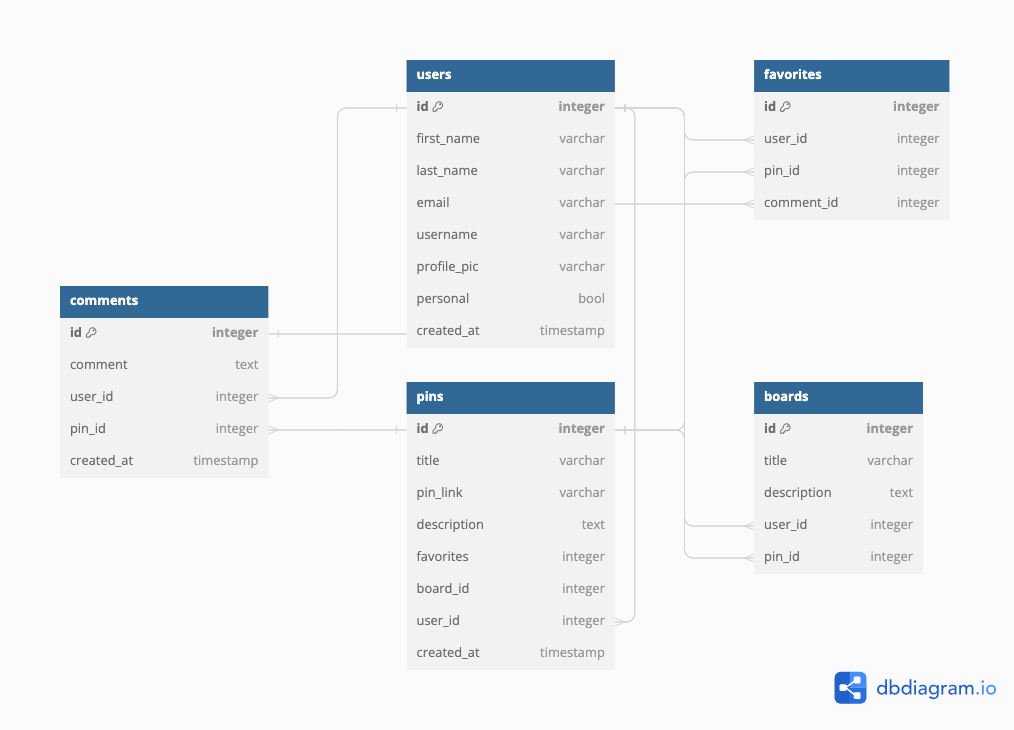 users
id integer
first_name varchar
last_name varchar
email varchar
username varchar
profile_pic varchar
personal bool
created_at timestamp
favorites
id integer
user_id integer
pin_id integer
comment_id integer
comments
id integer
comment text
user_id integer
pin_id integer
created_at timestamp
pins
id integer
title varchar
pin_link varchar
description text
favorites integer
board_id integer
user_id integer
created_at timestamp
boards
id integer
title varchar
description text
user_id integer
pin_id integer
dbdiagram.io